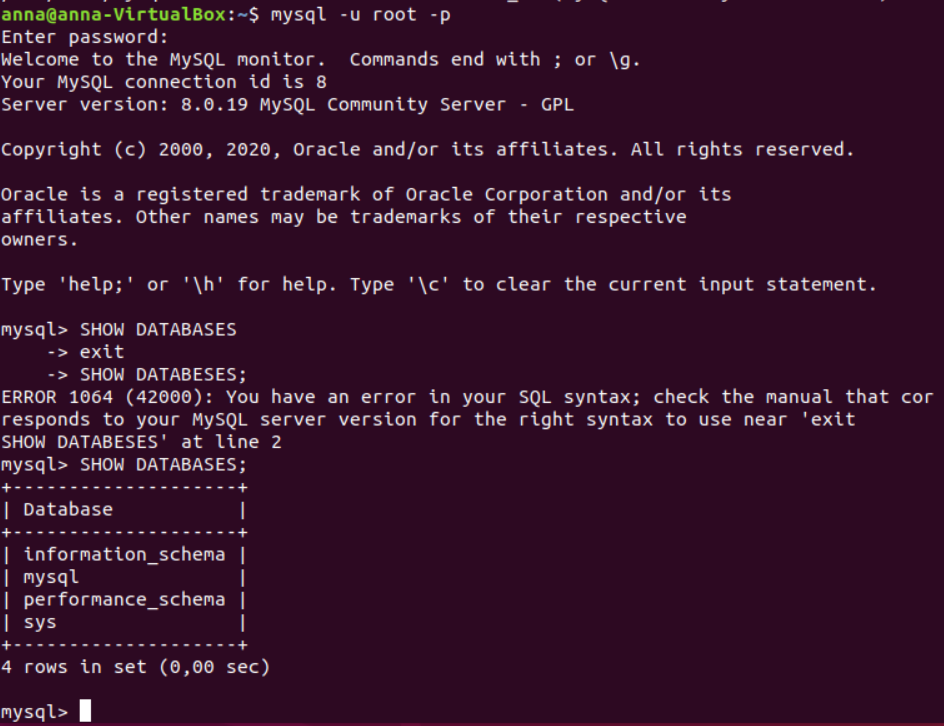 anna@anna-VirtualBox:~$ mysql -u root -p
Enter password:
Welcome to the MySQL monitor.  Commands end with ; or \g.
Your MySQL connection id is 8
Server version: 8.0.19 MySQL Community Server - GPL

Copyright (c) 2000, 2020, Oracle and/or its affiliates. All rights reserved.

Oracle is a registered trademark of Oracle Corporation and/or its
affiliates. Other names may be trademarks of their respective
owners.

Type 'help;' or '\h' for help. Type '\c' to clear the current input statement.

mysql> SHOW DATABASES
    -> exit
    -> SHOW DATABESES;
ERROR 1064 (42000): You have an error in your SQL syntax; check the manual that cor
responds to your MySQL server version for the right syntax to use near 'exit
SHOW DATABESES' at line 2
mysql> SHOW DATABASES;
+--------------------+
| Database           |
+--------------------+
| information_schema |
| mysql              |
| performance_schema |
| sys                |
+--------------------+
4 rows in set (0,00 sec)

mysql>